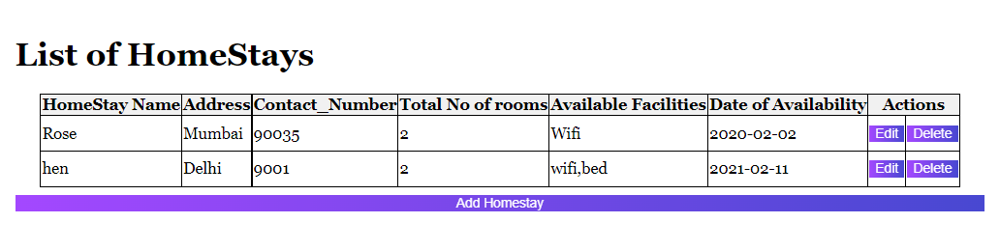 List of HomeStays
HomeStay Name Address Contact_Number Total No of rooms Available Facilities Date of Availability Actions
Rose Mumbai 90035 2 Wifi 2020-02-02 Edit Delete
hen Delhi 9001 2 wifi,bed 2021-02-11 Edit Delete
Add Homestay